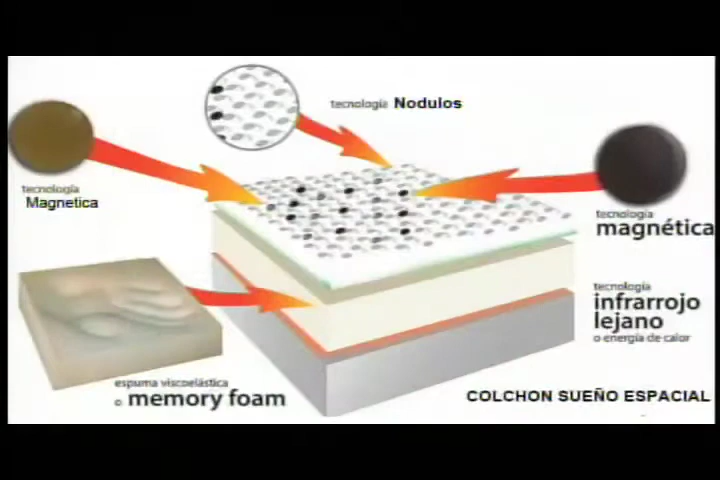 tecnología Nodulos
tecnología
Magnetica
tecnología
magnética
tecnología
infrarrojo
lejano
o energía de calor
espuma viscoelástica
o memory foam
COLCHON SUEÑO ESPACIAL